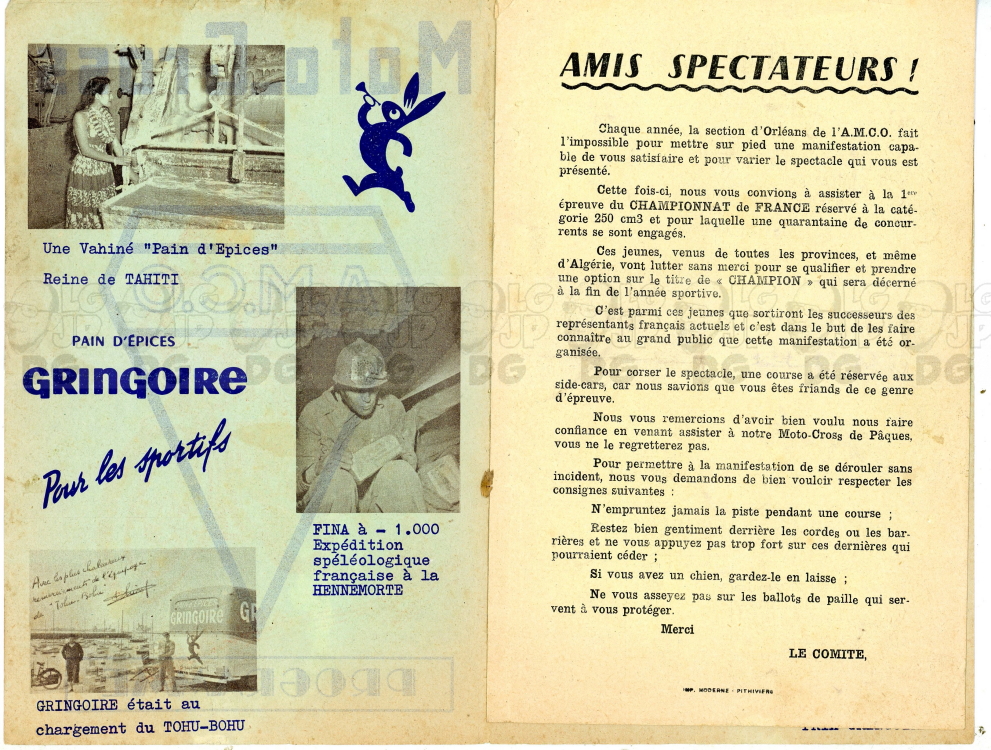 Une Vahiné "Pain d'Epices"
Reine de TAHITI
PAIN D'ÉPICES
GRINGOIRE
Pour les sportifs
FINA à - 1.000
Expédition
spéléologique
française à la
HENNEMORTE
Avec les plus chaleureux
remerciements de l'équipage
du "Tohu-Bohu"
GRINGOIRE
GR
GRINGOIRE était au
chargement du TOHU-BOHU
AMIS SPECTATEURS !
Chaque année, la section d'Orléans de l'A.M.C.O. fait
l'impossible pour mettre sur pied une manifestation capa-
ble de vous satisfaire et pour varier le spectacle qui vous est
présenté.
Cette fois-ci, nous vous convions à assister à la 1ère
épreuve du CHAMPIONNAT de FRANCE réservé à la caté-
gorie 250 cm3 et pour laquelle une quarantaine de concur-
rents se sont engagés.
Ces jeunes, venus de toutes les provinces, et même
d'Algérie, vont lutter sans merci pour se qualifier et prendre
une option sur le titre de « CHAMPION » qui sera décerné
à la fin de l'année sportive.
C'est parmi ces jeunes que sortiront les successeurs des
représentants français actuels et c'est dans le but de les faire
connaître au grand public que cette manifestation a été or-
ganisée.
Pour corser le spectacle, une course a été réservée aux
side-cars, car nous savions que vous êtes friands de ce genre
d'épreuve.
Nous vous remercions d'avoir bien voulu nous faire
confiance en venant assister à notre Moto-Cross de Pâques,
vous ne le regretterez pas.
Pour permettre à la manifestation de se dérouler sans
incident, nous vous demandons de bien vouloir respecter les
consignes suivantes :
N'empruntez jamais la piste pendant une course ;
Restez bien gentiment derrière les cordes ou les bar-
rières et ne vous appuyez pas trop fort sur ces dernières qui
pourraient céder ;
Si vous avez un chien, gardez-le en laisse ;
Ne vous asseyez pas sur les ballots de paille qui ser-
vent à vous protéger.
Merci
LE COMITE,
IMP. MODERNE - PITHIVIERS